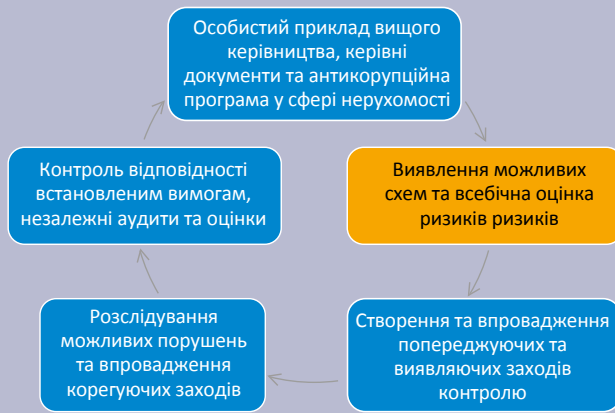 Особистий приклад вищого
керівництва, керівні
документи та антикорупційна
програма у сфері нерухомості
Виявлення можливих
схем та всебічна оцінка
ризиків ризиків
Створення та впровадження
попереджуючих та
виявляючих заходів
контролю
Розслідування
можливих порушень
та впровадження
корегуючих заходів
Контроль відповідності
встановленим вимогам,
незалежні аудити та оцінки